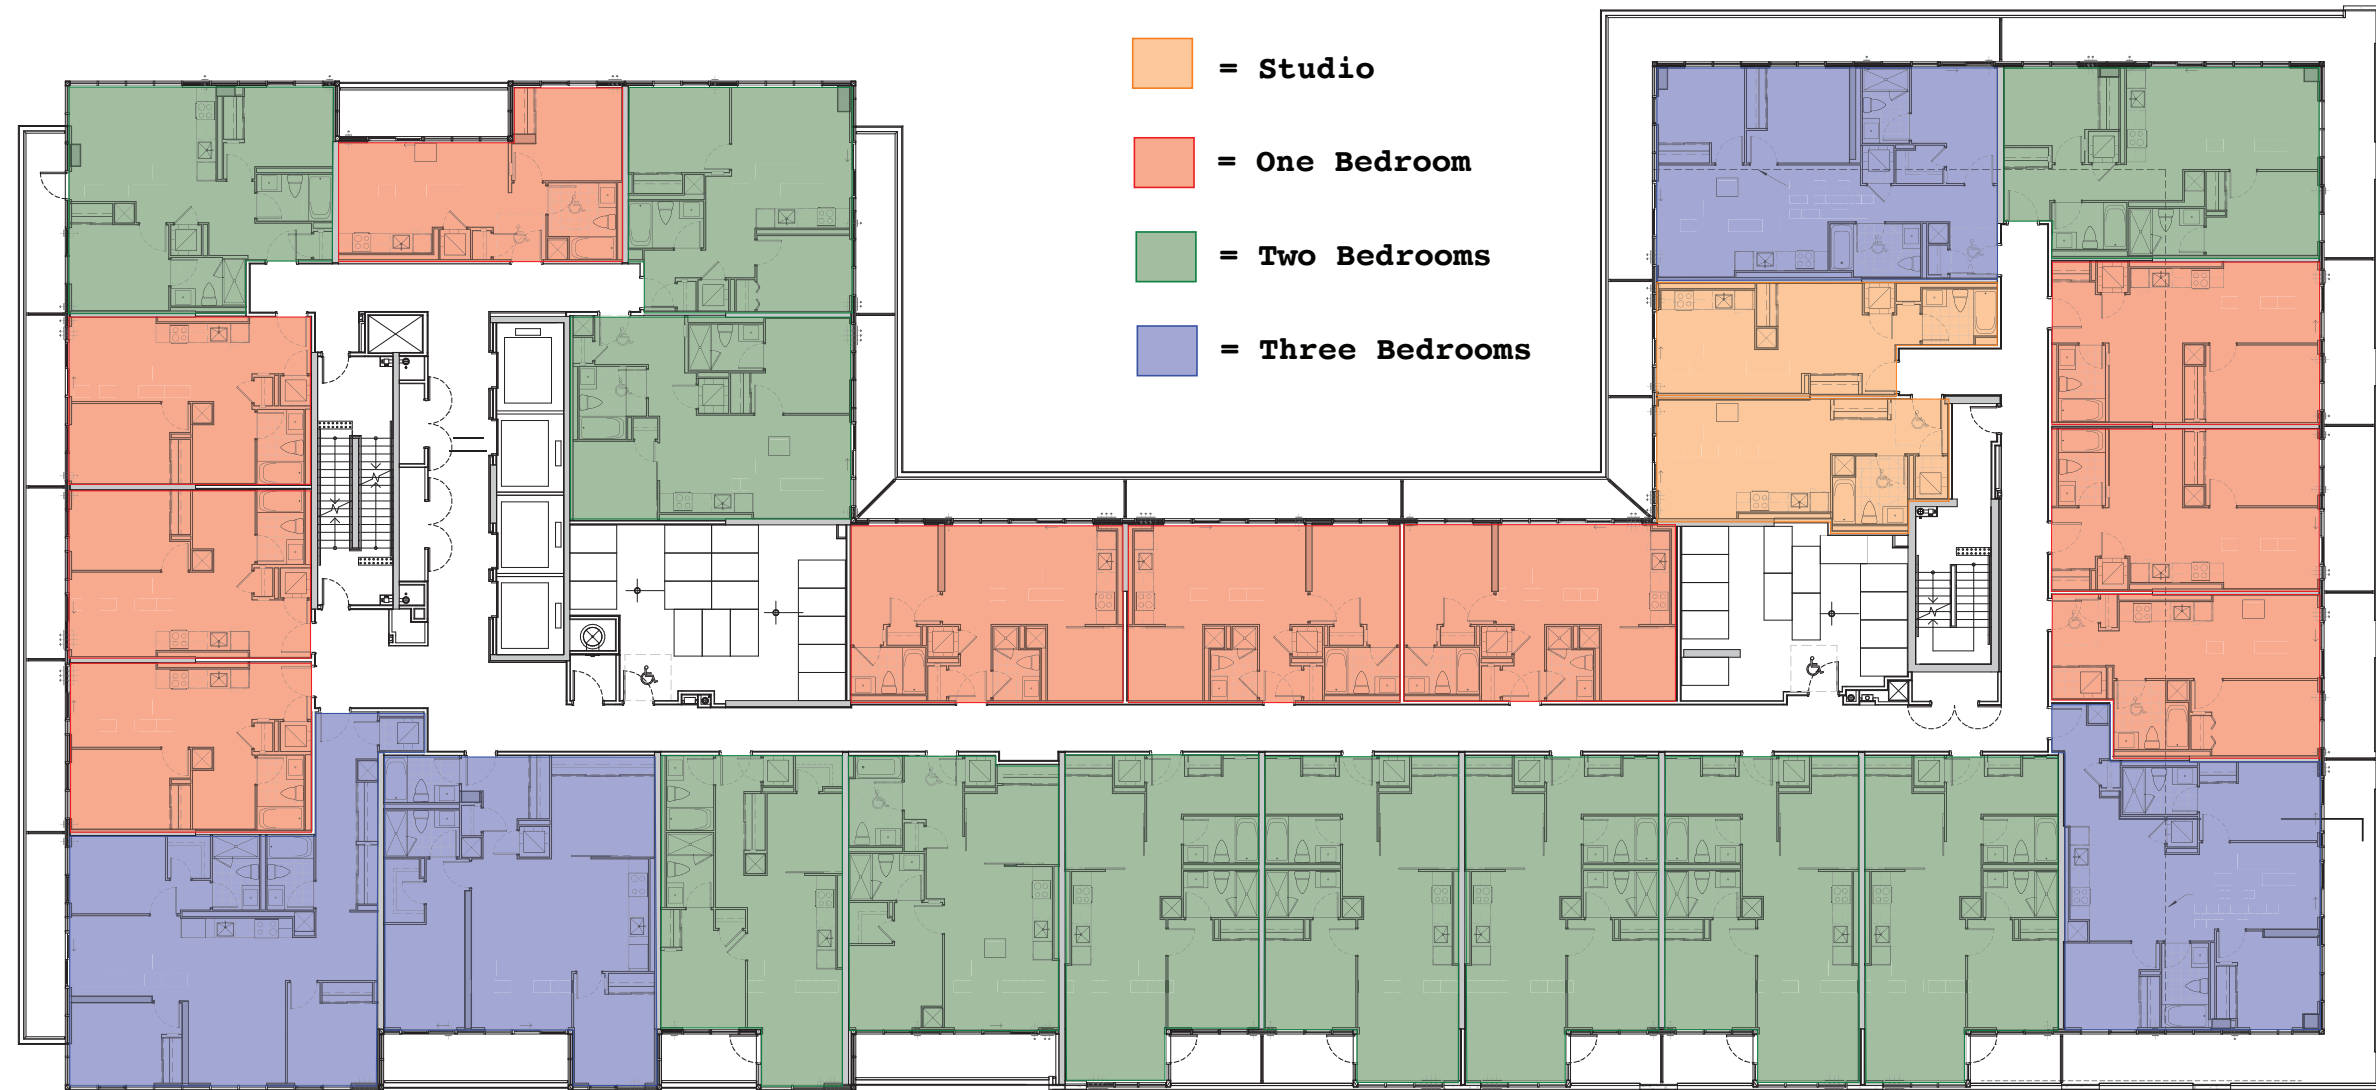 = Studio
= One Bedroom
= Two Bedrooms
= Three Bedrooms